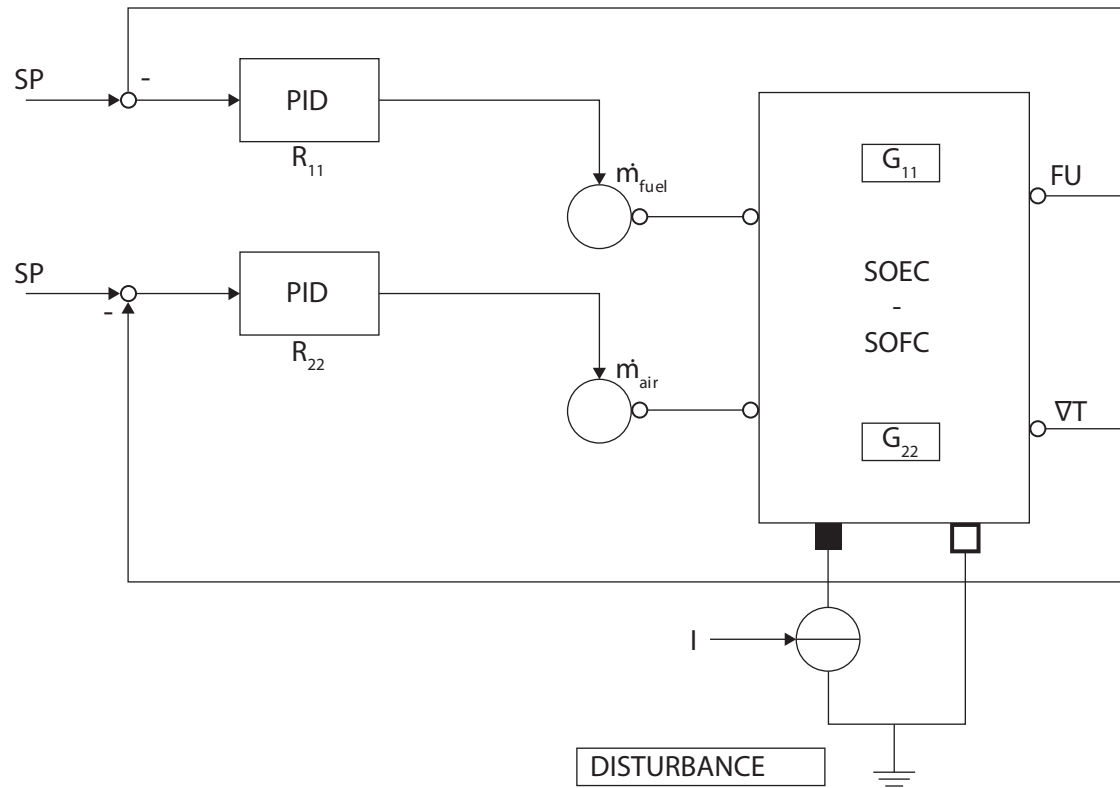 SP
-
PID
R11
ṁfuel
G11
FU
SP
-
PID
R22
ṁair
SOEC
-
SOFC
∇T
G22
I
DISTURBANCE